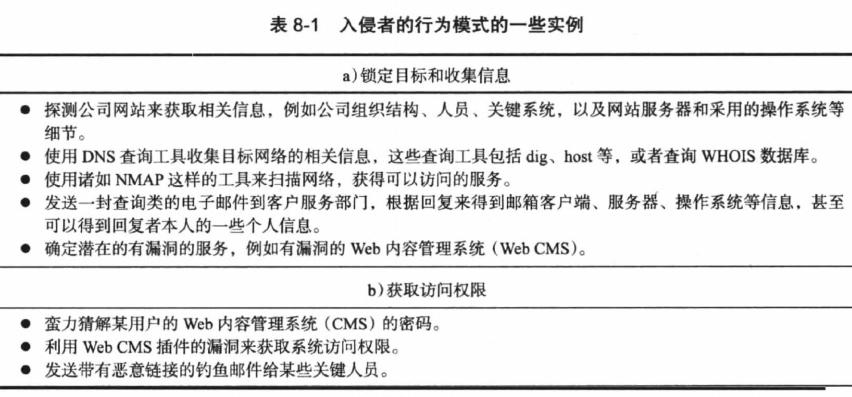 表 8-1 入侵者的行为模式的一些实例
a)锁定目标和收集信息
● 探测公司网站来获取相关信息，例如公司组织结构、人员、关键系统，以及网站服务器和采用的操作系统等
细节。
● 使用 DNS 查询工具收集目标网络的相关信息，这些查询工具包括 dig、host 等，或者查询 WHOIS 数据库。
● 使用诸如 NMAP 这样的工具来扫描网络，获得可以访问的服务。
● 发送一封查询类的电子邮件到客户服务部门，根据回复来得到邮箱客户端、服务器、操作系统等信息，甚至
可以得到回复者本人的一些个人信息。
● 确定潜在的有漏洞的服务，例如有漏洞的 Web 内容管理系统（Web CMS）。
b)获取访问权限
● 蛮力猜解某用户的 Web 内容管理系统（CMS）的密码。
● 利用 Web CMS 插件的漏洞来获取系统访问权限。
● 发送带有恶意链接的钓鱼邮件给某些关键人员。